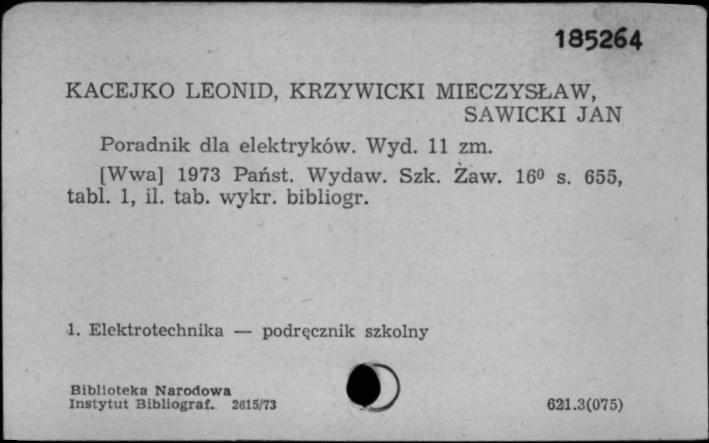 185264
KACEJKO LEONID, KRZYWICKI MIECZYSŁAW,
SAWICKI JAN
Poradnik dla elektryków. Wyd. 11 zm.
[Wwa] 1973 Państ. Wydaw. Szk. Zaw. 16⁰ s. 655,
tabl. 1, il. tab. wykr. bibliogr.
1. Elektrotechnika — podręcznik szkolny
Biblioteka Narodowa
Instytut Bibliograf. 2615/73
621.3(075)